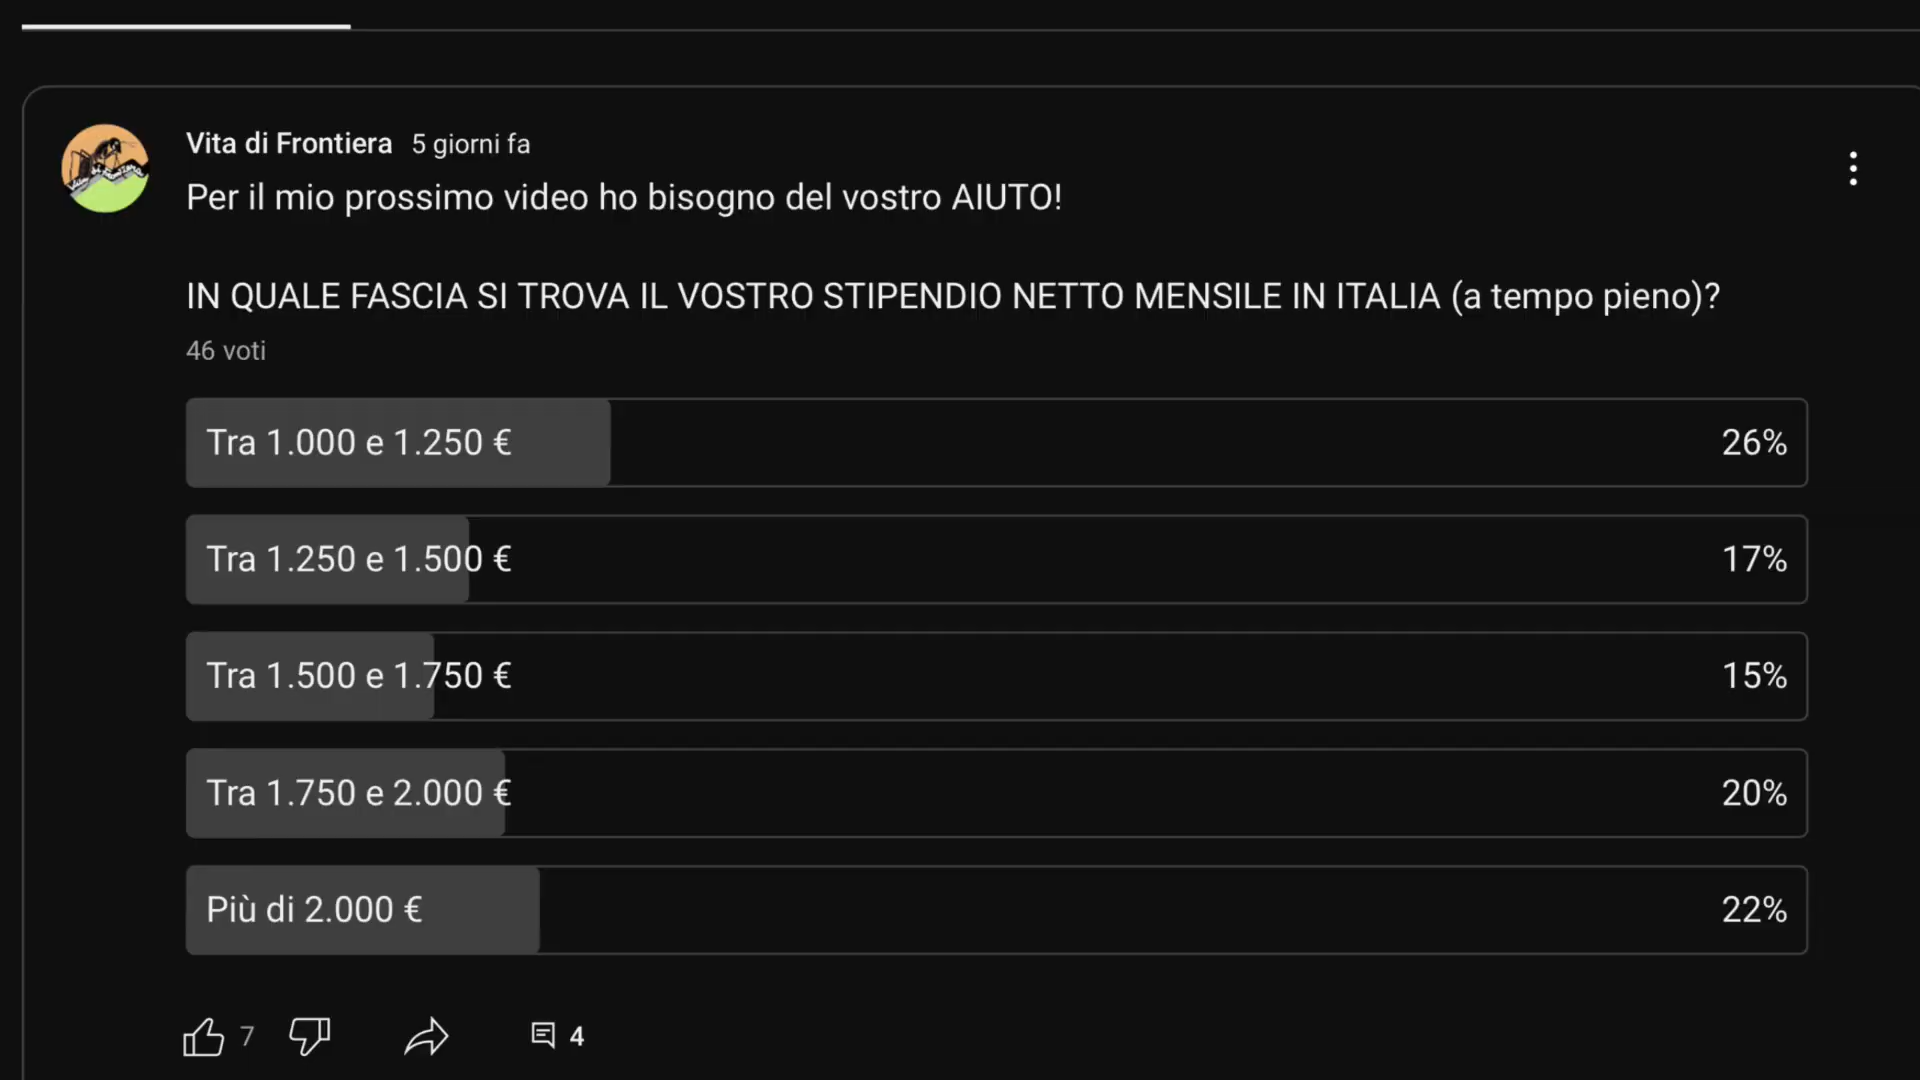 Vita di Frontiera 5 giorni fa
Per il mio prossimo video ho bisogno del vostro AIUTO!
IN QUALE FASCIA SI TROVA IL VOSTRO STIPENDIO NETTO MENSILE IN ITALIA (a tempo pieno)?
46 voti
Tra 1.000 e 1.250 € 26%
Tra 1.250 e 1.500 € 17%
Tra 1.500 e 1.750 € 15%
Tra 1.750 e 2.000 € 20%
Più di 2.000 € 22%
7 4